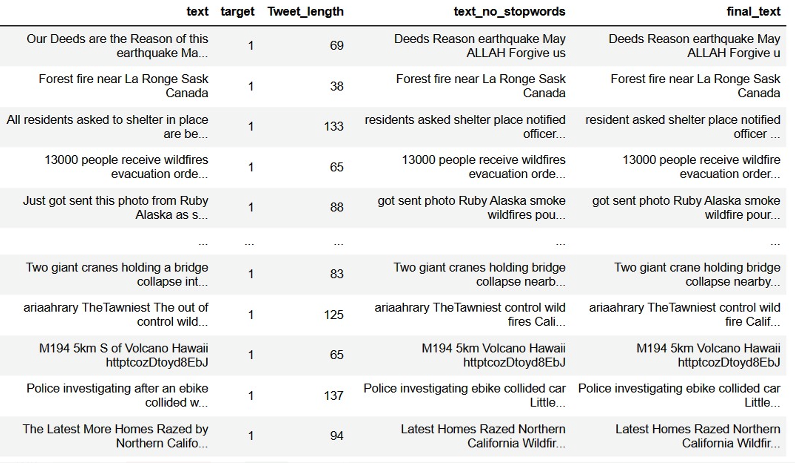 text target Tweet_length text_no_stopwords final_text
Our Deeds are the Reason of this earthquake Ma... 1 69 Deeds Reason earthquake May ALLAH Forgive us Deeds Reason earthquake May ALLAH Forgive u
Forest fire near La Ronge Sask Canada 1 38 Forest fire near La Ronge Sask Canada Forest fire near La Ronge Sask Canada
All residents asked to shelter in place are be... 1 133 residents asked shelter place notified officer... resident asked shelter place notified officer ...
13000 people receive wildfires evacuation orde... 1 65 13000 people receive wildfires evacuation orde... 13000 people receive wildfire evacuation order...
Just got sent this photo from Ruby Alaska as s... 1 88 got sent photo Ruby Alaska smoke wildfires pou... got sent photo Ruby Alaska smoke wildfire pour...
... ... ... ... ...
Two giant cranes holding a bridge collapse int... 1 83 Two giant cranes holding bridge collapse nearb... Two giant crane holding bridge collapse nearby...
ariaahrary TheTawniest The out of control wild... 1 125 ariaahrary TheTawniest control wild fires Cali... ariaahrary TheTawniest control wild fire Calif...
M194 5km S of Volcano Hawaii httptcozDtoyd8EbJ 1 65 M194 5km Volcano Hawaii httptcozDtoyd8EbJ M194 5km Volcano Hawaii httptcozDtoyd8EbJ
Police investigating after an ebike collided w... 1 137 Police investigating ebike collided car Little... Police investigating ebike collided car Little...
The Latest More Homes Razed by Northern Califo... 1 94 Latest Homes Razed Northern California Wildfir... Latest Homes Razed Northern California Wildfir...